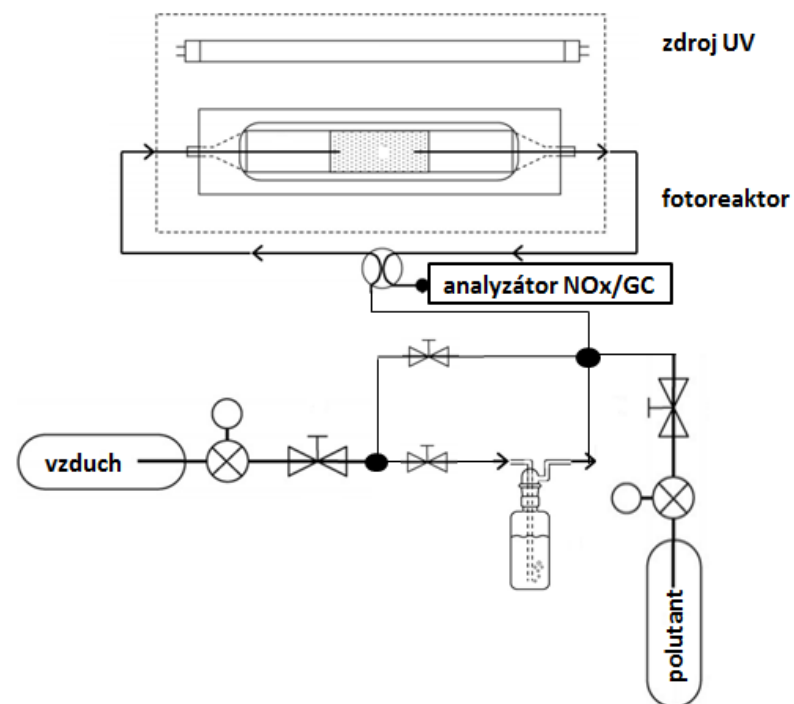 zdroj UV
fotoreaktor
analyzátor NOx/GC
vzduch
polutant